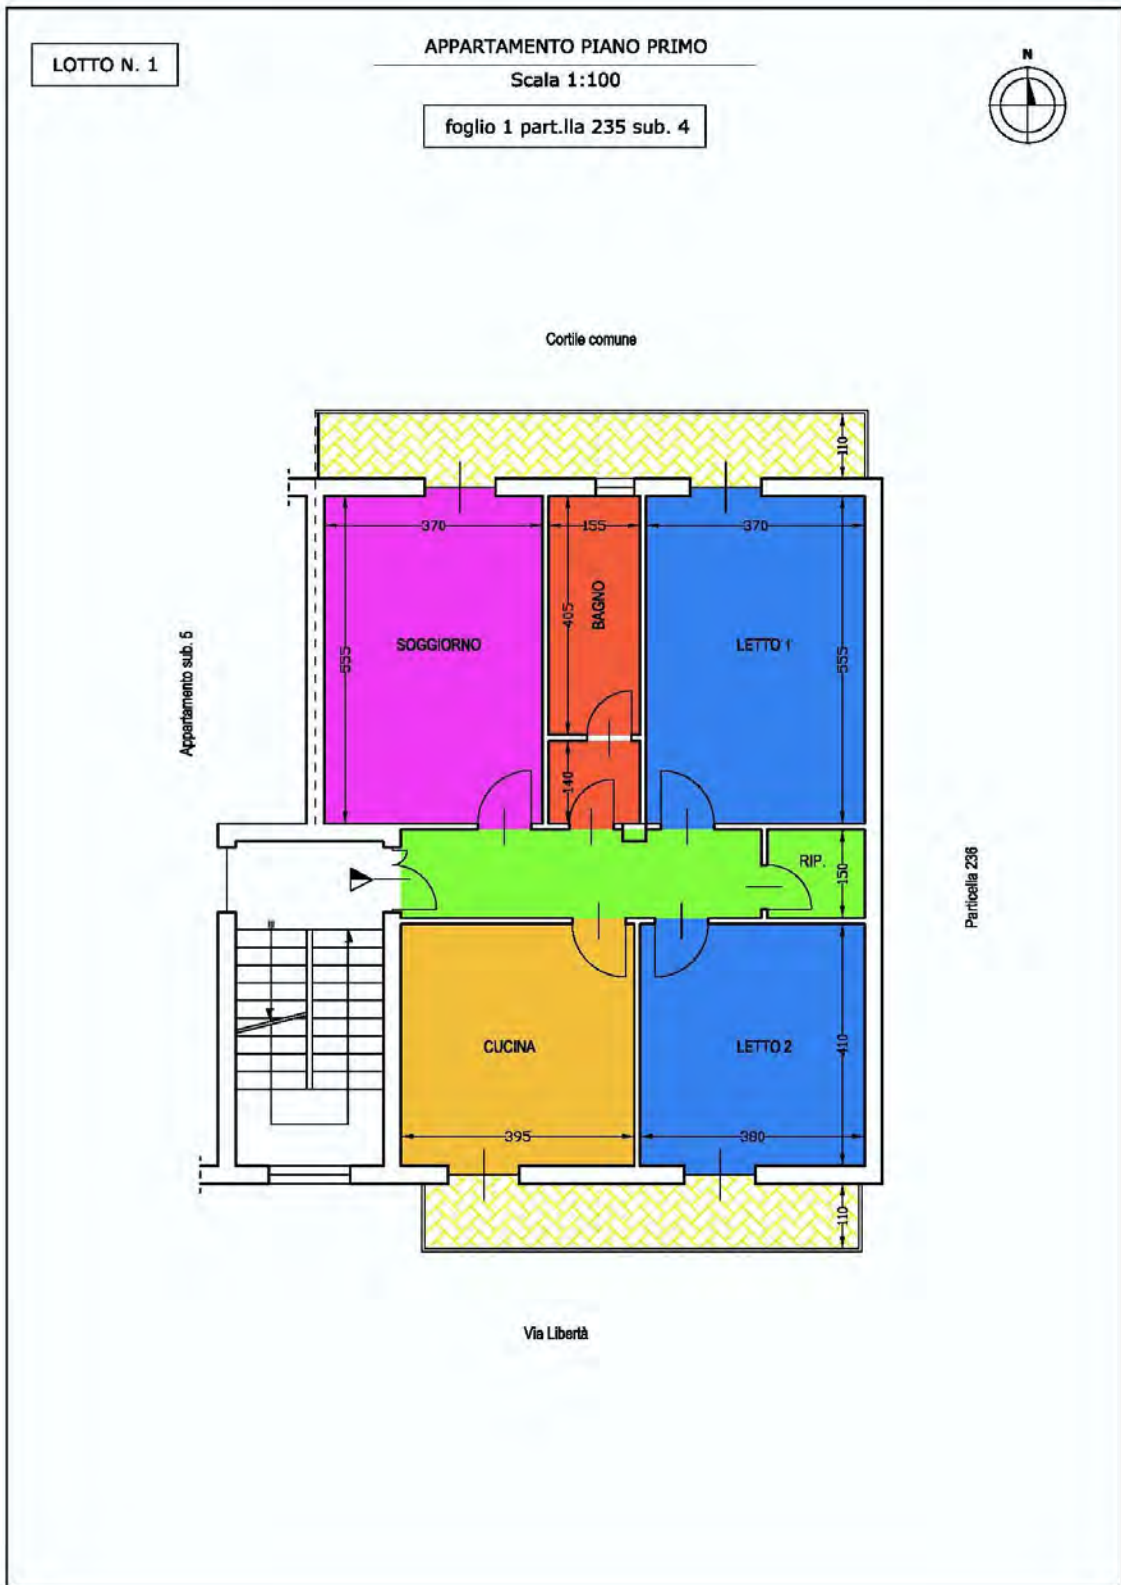 LOTTO N. 1
APPARTAMENTO PIANO PRIMO
Scala 1:100
foglio 1 part.lla 235 sub. 4
N
Cortile comune
110
370
155
370
405
BAGNO
SOGGIORNO
LETTO 1
555
555
Appartamento sub. 5
140
RIP.
150
Particella 236
CUCINA
LETTO 2
410
395
380
110
Via Libertà